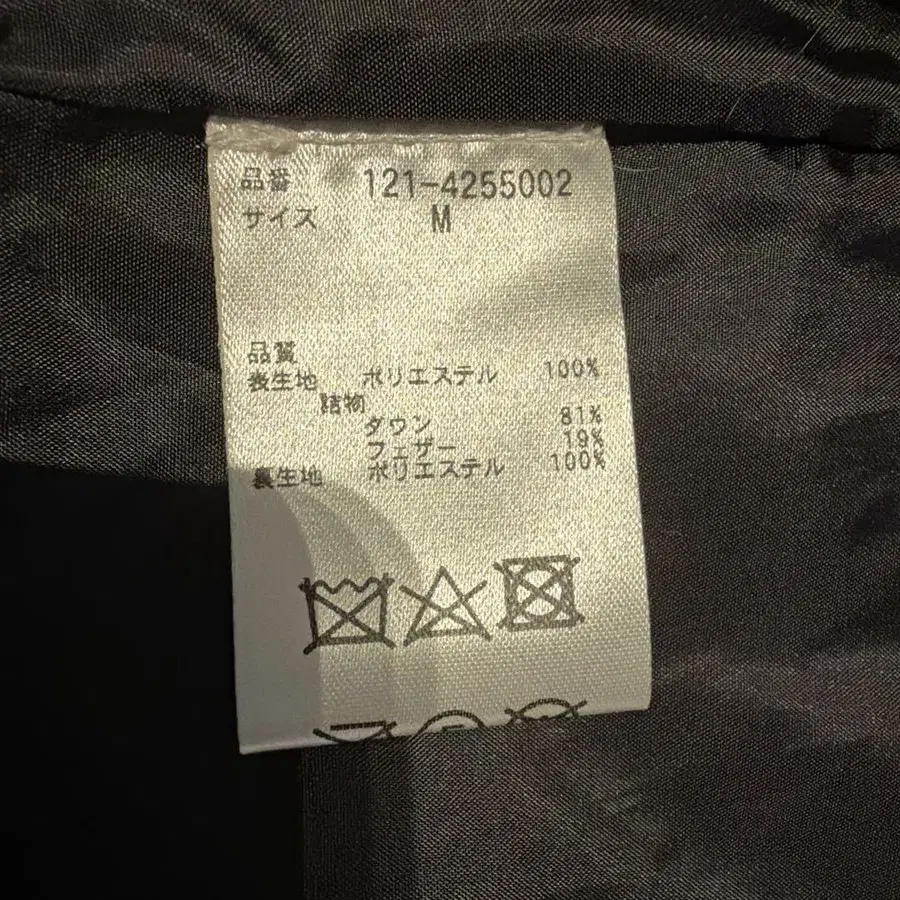 品番 121-4255002
サイズ M
品質
表生地 ポリエステル 100%
詰物
ダウン 81%
フェザー 19%
裏生地 ポリエステル 100%